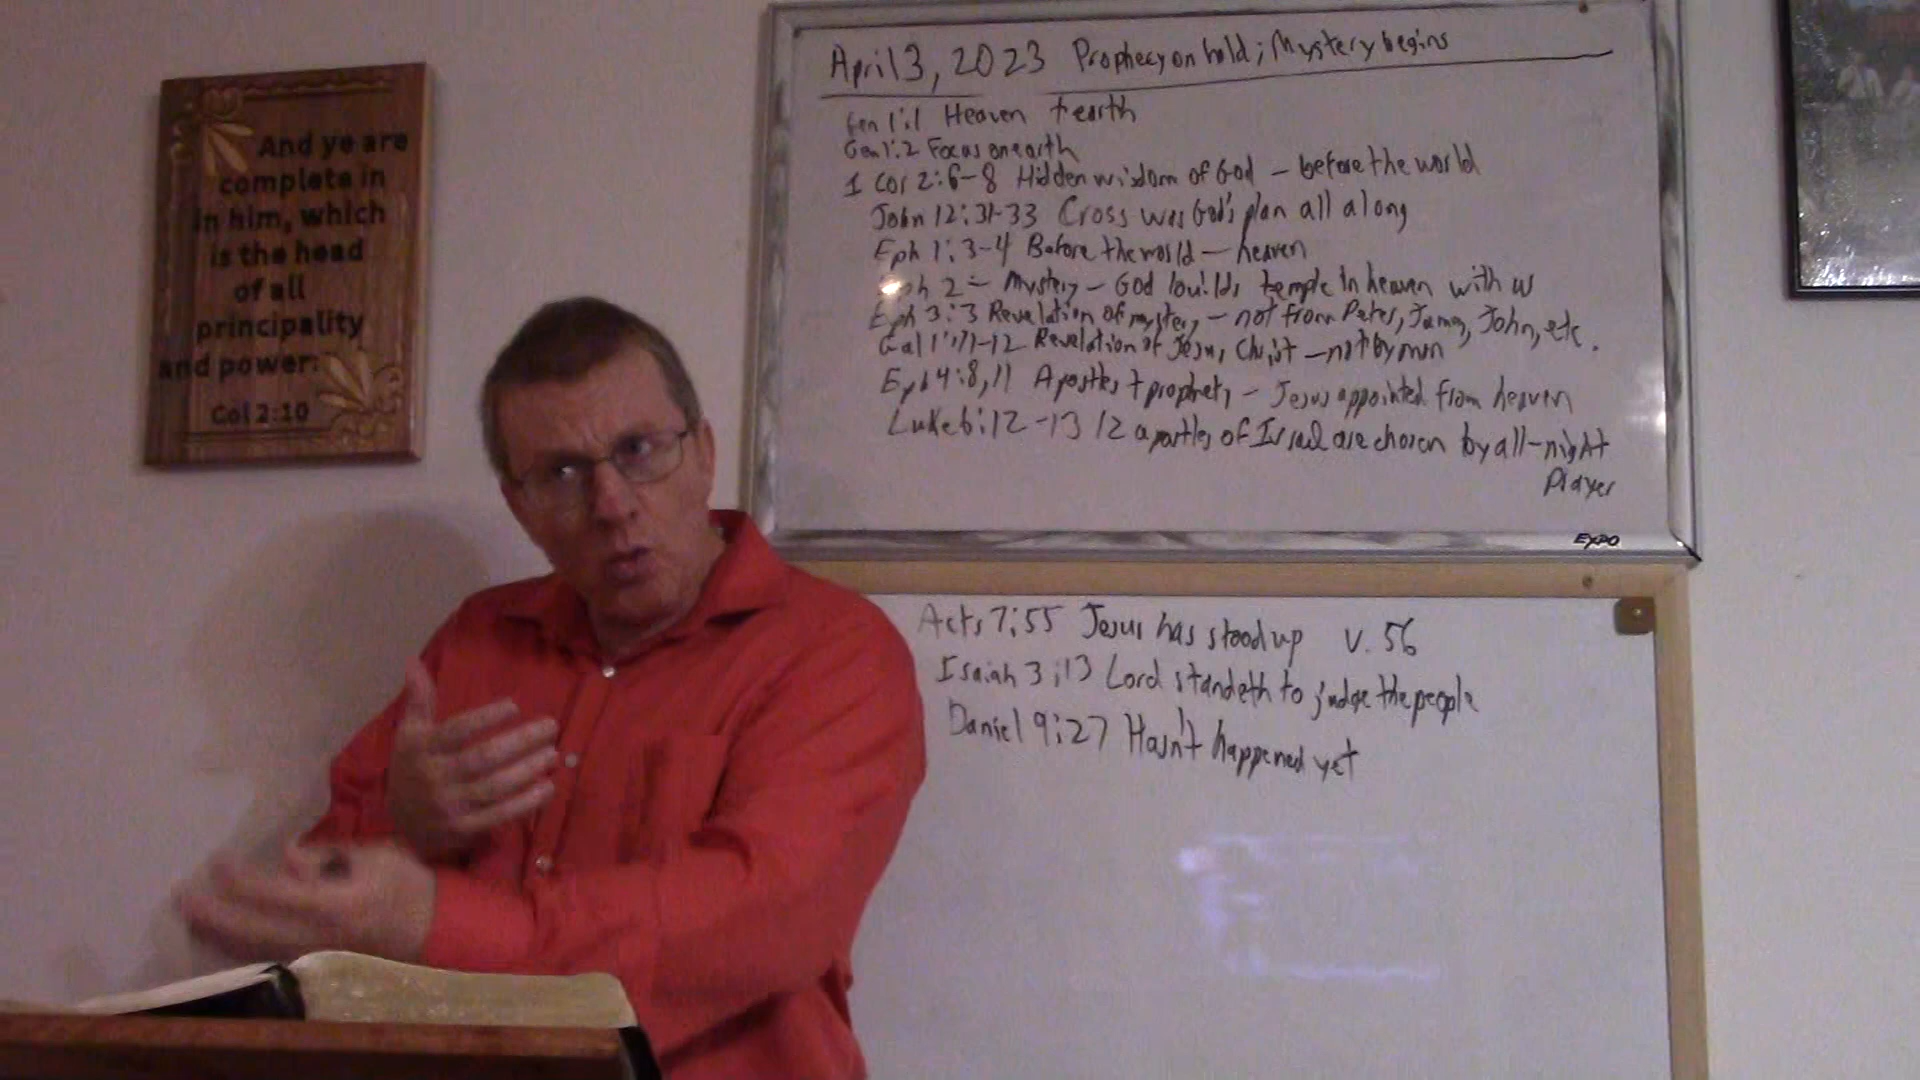 And ye are
complete in
in him, which
is the head
of all
principality
and power:
Col 2:10
April 3, 2023 Prophecy on hold; Mystery begins
Gen 1:1 Heaven + earth
Gen 1:2 Focus on earth
1 Cor 2:6-8 Hidden wisdom of God - before the world
John 12:31-33 Cross was God's plan all along
Eph 1:3-4 Before the world - heaven
Eph 2 - Mystery - God builds temple in heaven with us
Eph 3:3 Revelation of mystery - not from Peter, James, John, etc.
Gal 1:11-12 Revelation of Jesus Christ - not by man
Eph 4:8, 11 Apostles + prophets - Jesus appointed from heaven
Luke 6:12-13 12 apostles of Israel are chosen by all-night
Prayer
EXPO
Acts 7:55 Jesus has stood up v. 56
Isaiah 3:13 Lord standeth to judge the people
Daniel 9:27 Hasn't happened yet